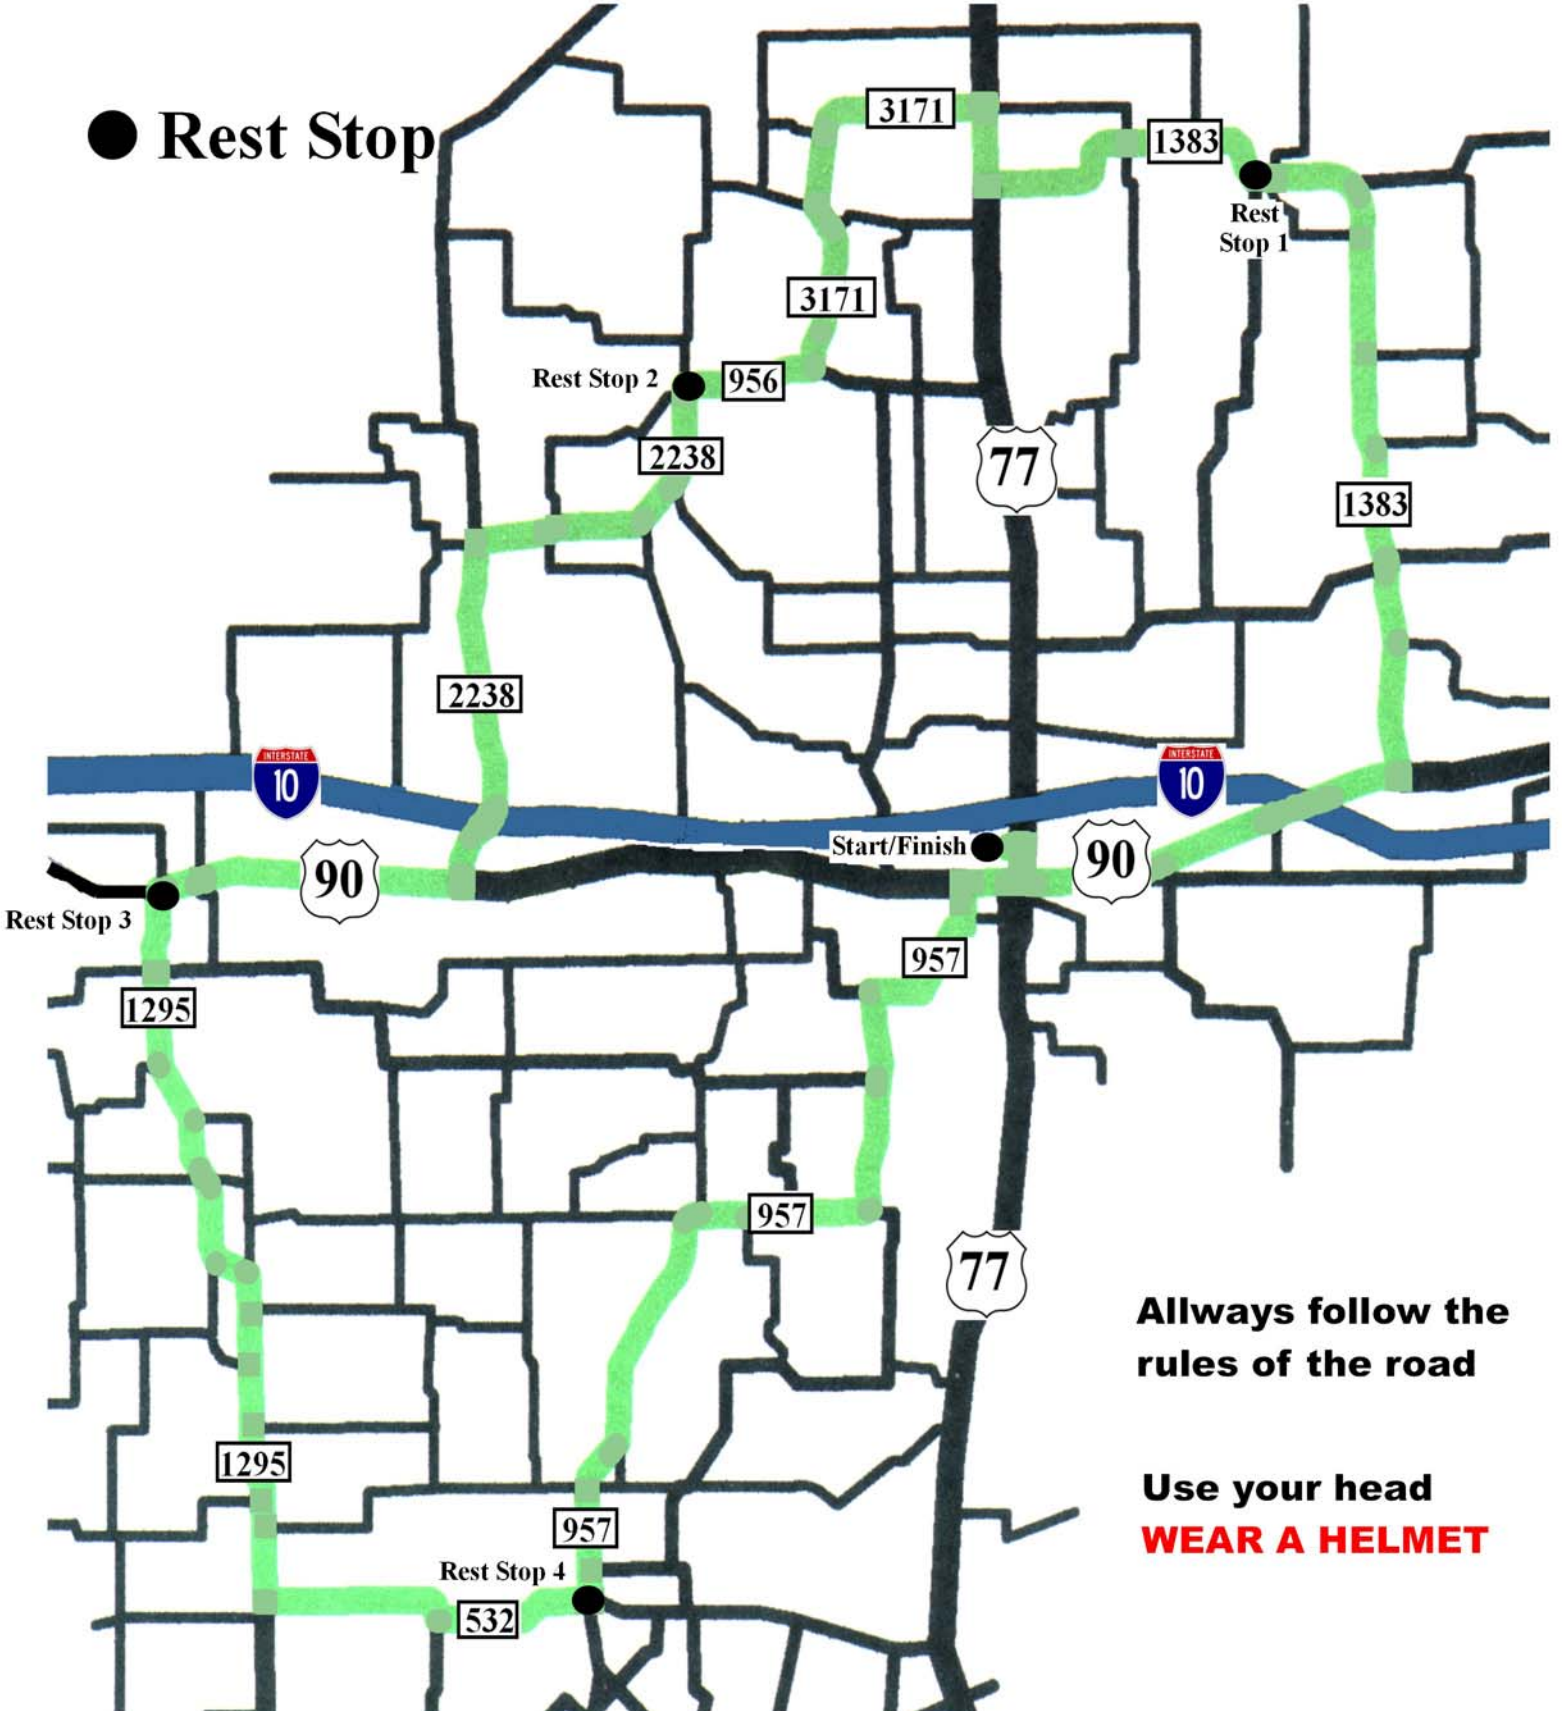 Rest Stop
3171
1383
Rest
Stop 1
3171
Rest Stop 2
956
2238
77
1383
2238
INTERSTATE
10
INTERSTATE
10
Start/Finish
90
90
Rest Stop 3
957
1295
957
77
Allways follow the
rules of the road
1295
Use your head
957
WEAR A HELMET
Rest Stop 4
532